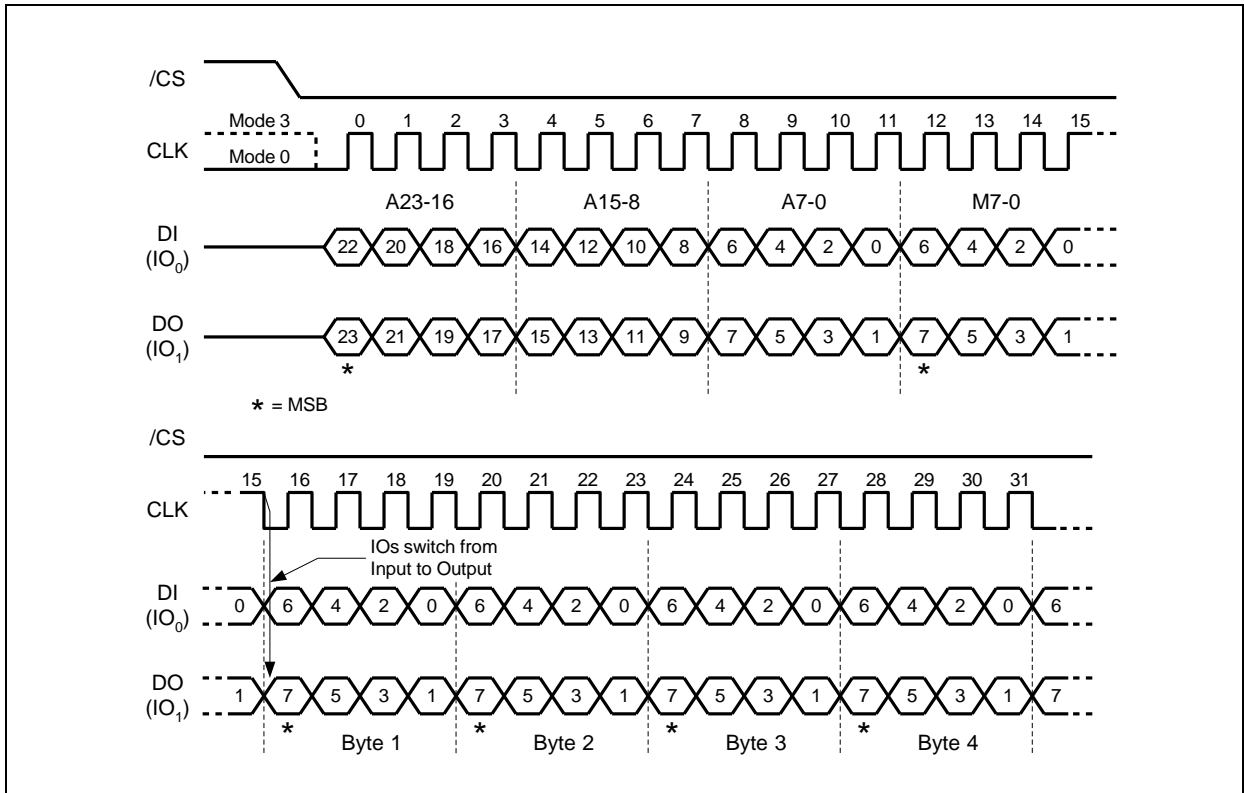 /CS
Mode 3 0 1 2 3 4 5 6 7 8 9 10 11 12 13 14 15
CLK
Mode 0
A23-16 A15-8 A7-0 M7-0
DI
(IO0) 22 20 18 16 14 12 10 8 6 4 2 0 6 4 2 0
DO
(IO1) 23 21 19 17 15 13 11 9 7 5 3 1 7 5 3 1
* *
* = MSB
/CS
15 16 17 18 19 20 21 22 23 24 25 26 27 28 29 30 31
CLK
IOs switch from
Input to Output
DI
(IO0) 0 6 4 2 0 6 4 2 0 6 4 2 0 6 4 2 0 6
DO
(IO1) 1 7 5 3 1 7 5 3 1 7 5 3 1 7 5 3 1 7
* * * *
Byte 1 Byte 2 Byte 3 Byte 4